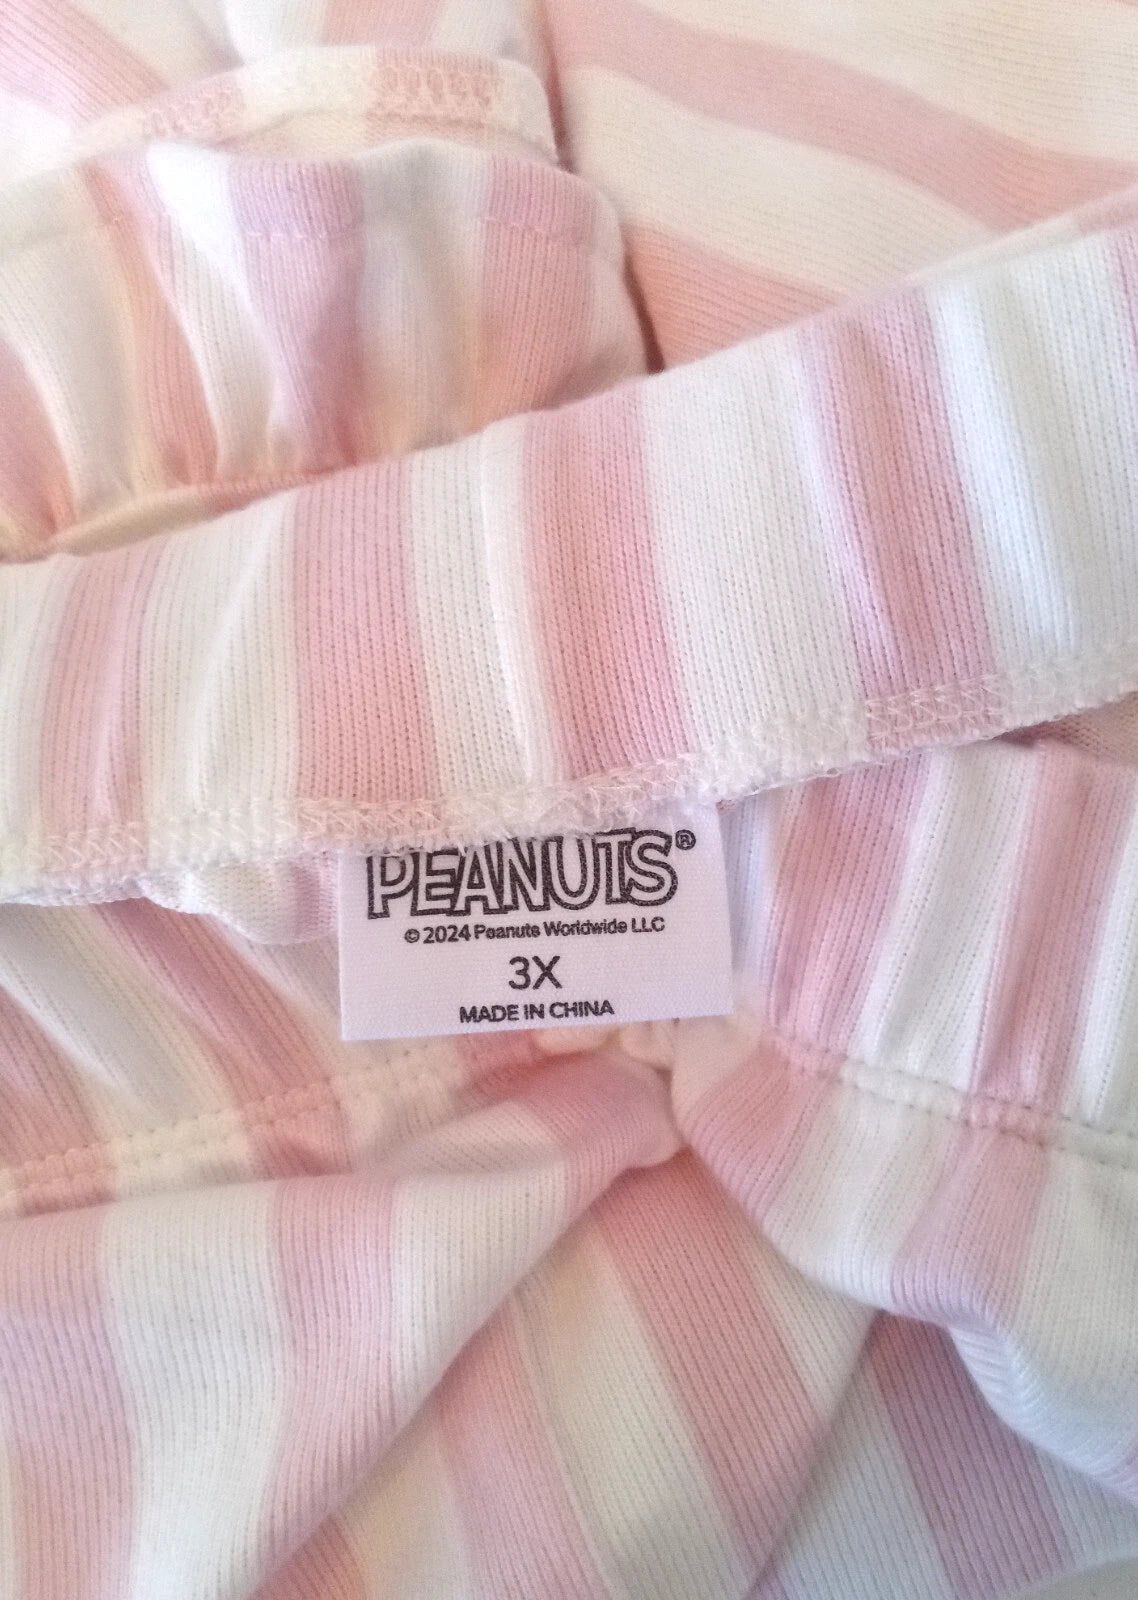 PEANUTS®
© 2024 Peanuts Worldwide LLC
3X
MADE IN CHINA